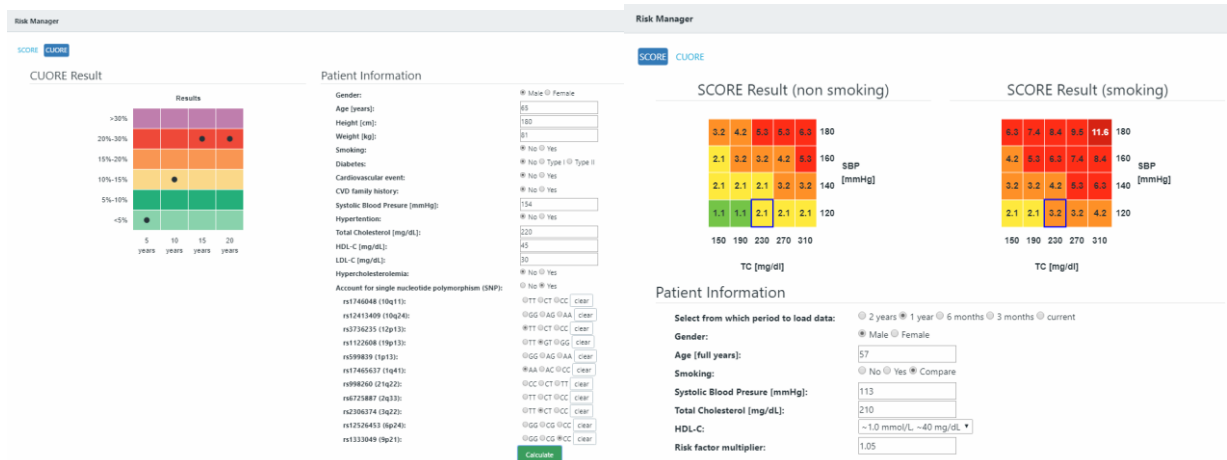 Risk Manager
SCORE CUORE
CUORE Result
Results
>30%
20%-30%
15%-20%
10%-15%
5%-10%
<5%
5 years 10 years 15 years 20 years
Patient Information
Gender: Male Female
Age [years]: 65
Height [cm]: 180
Weight [kg]: 81
Smoking: No Yes
Diabetes: No Type I Type II
Cardiovascular event: No Yes
CVD family history: No Yes
Systolic Blood Presure [mmHg]: 154
Hypertention: No Yes
Total Cholesterol [mg/dL]: 220
HDL-C [mg/dL]: 45
LDL-C [mg/dL]: 30
Hypercholesterolemia: No Yes
Account for single nucleotide polymorphism (SNP): No Yes
rs1746048 (10q11): TT CT CC clear
rs12413409 (10q24): GG AG AA clear
rs3736235 (12p13): TT CT CC clear
rs1122608 (19p13): TT GT GG clear
rs599839 (1p13): GG AG AA clear
rs17465637 (1q41): AA AC CC clear
rs998260 (21q22): CC CT TT clear
rs6725887 (2q33): TT CT CC clear
rs2306374 (3q22): TT CT CC clear
rs12526453 (6p24): GG CG CC clear
rs1333049 (9p21): GG CG CC clear
Calculate
Risk Manager
SCORE CUORE
SCORE Result (non smoking)
3.2 4.2 5.3 5.3 6.3 180
2.1 3.2 3.2 4.2 5.3 160
2.1 2.1 2.1 3.2 3.2 140
1.1 1.1 2.1 2.1 2.1 120
SBP
[mmHg]
150 190 230 270 310
TC [mg/dl]
SCORE Result (smoking)
6.3 7.4 8.4 9.5 11.6 180
4.2 5.3 6.3 7.4 8.4 160
3.2 3.2 4.2 5.3 6.3 140
2.1 2.1 3.2 3.2 4.2 120
SBP
[mmHg]
150 190 230 270 310
TC [mg/dl]
Patient Information
Select from which period to load data: 2 years 1 year 6 months 3 months current
Gender: Male Female
Age [full years]: 57
Smoking: No Yes Compare
Systolic Blood Presure [mmHg]: 113
Total Cholesterol [mg/dL]: 210
HDL-C: ~1.0 mmol/L, ~40 mg/dL
Risk factor multiplier: 1.05